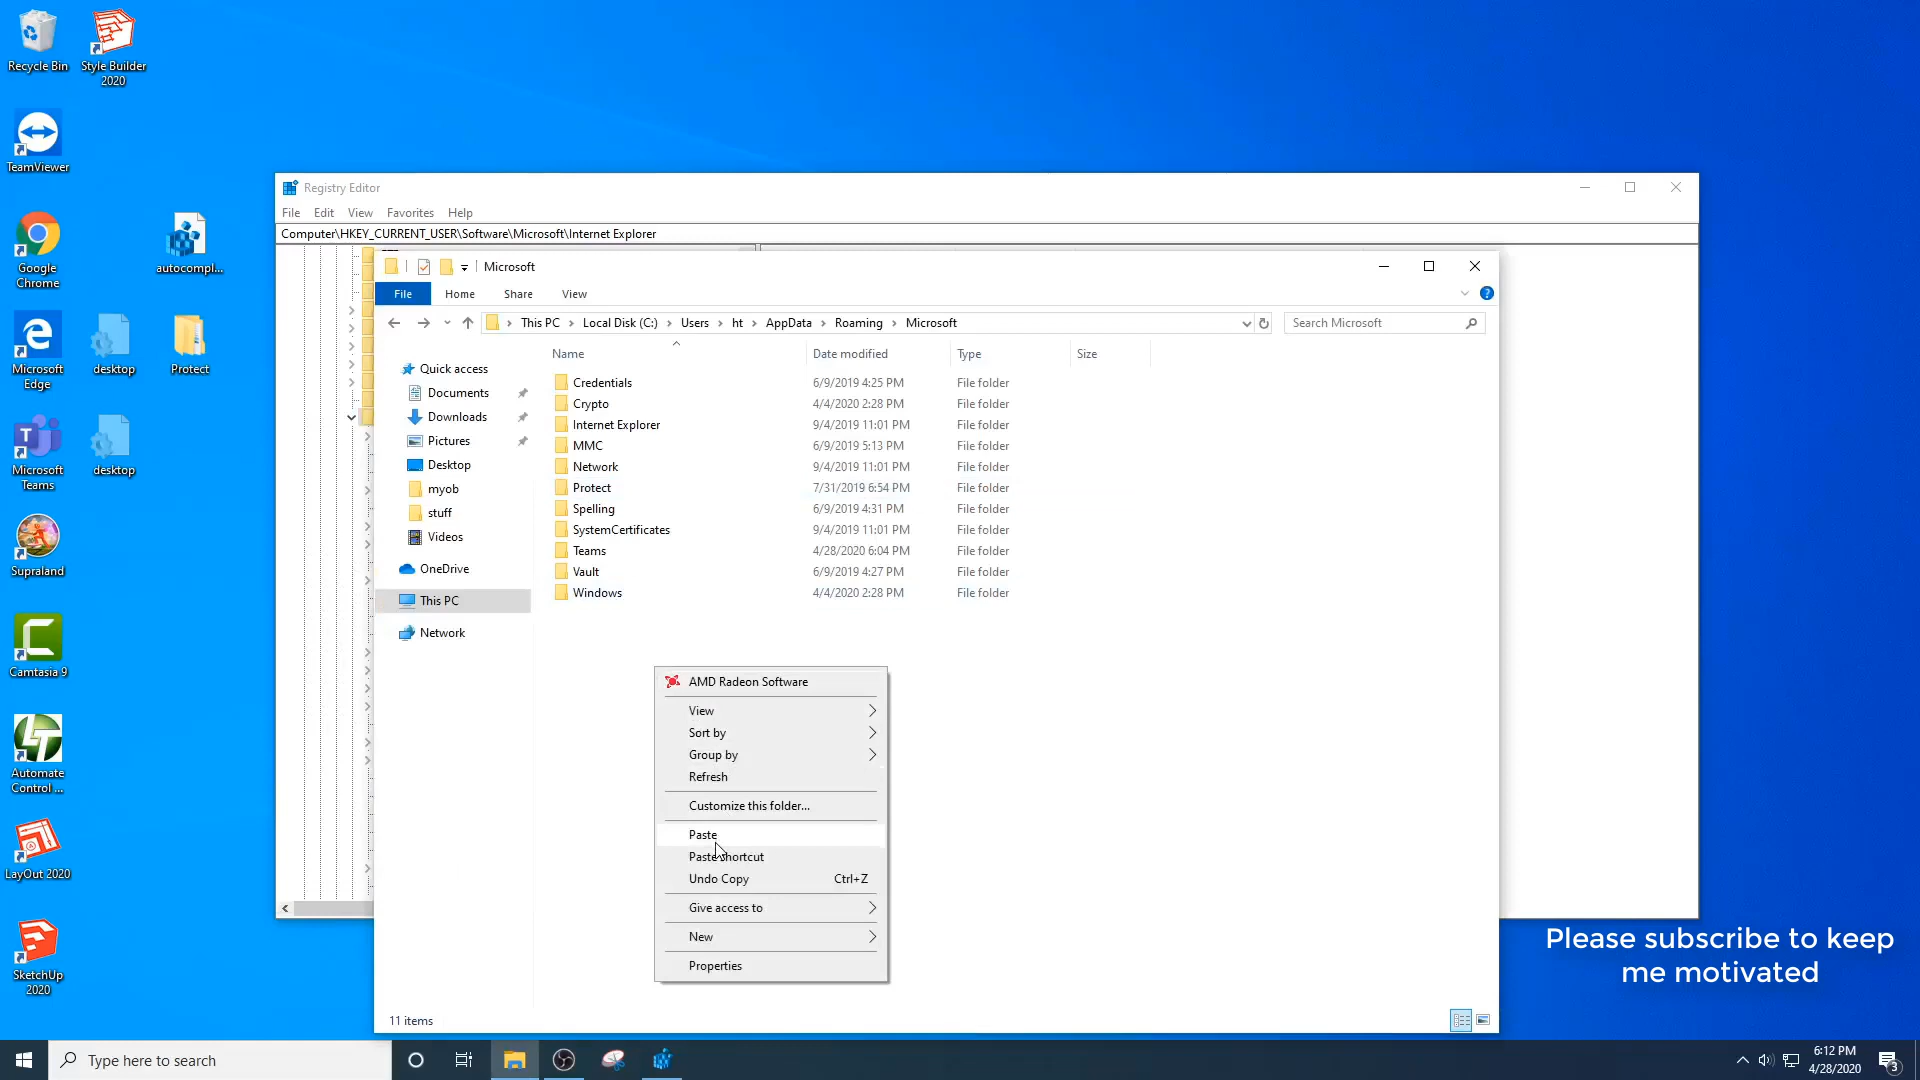 Recycle Bin
Style Builder
2020
TeamViewer
Google
Chrome
autocompl...
Microsoft
Edge
desktop
Protect
Microsoft
Teams
desktop
Supraland
Camtasia 9
Automate
Control ...
LayOut 2020
SketchUp
2020
Registry Editor
File Edit View Favorites Help
Computer\HKEY_CURRENT_USER\Software\Microsoft\Internet Explorer
Microsoft
File Home Share View
This PC Local Disk (C:) Users ht AppData Roaming Microsoft
Search Microsoft
Name Date modified Type Size
Quick access
Documents
Downloads
Pictures
Desktop
myob
stuff
Videos
OneDrive
This PC
Network
Credentials 6/9/2019 4:25 PM File folder
Crypto 4/4/2020 2:28 PM File folder
Internet Explorer 9/4/2019 11:01 PM File folder
MMC 6/9/2019 5:13 PM File folder
Network 9/4/2019 11:01 PM File folder
Protect 7/31/2019 6:54 PM File folder
Spelling 6/9/2019 4:31 PM File folder
SystemCertificates 9/4/2019 11:01 PM File folder
Teams 4/28/2020 6:04 PM File folder
Vault 6/9/2019 4:27 PM File folder
Windows 4/4/2020 2:28 PM File folder
AMD Radeon Software
View
Sort by
Group by
Refresh
Customize this folder...
Paste
Paste shortcut
Undo Copy Ctrl+Z
Give access to
New
Properties
11 items
Please subscribe to keep
me motivated
Type here to search
6:12 PM
4/28/2020
3